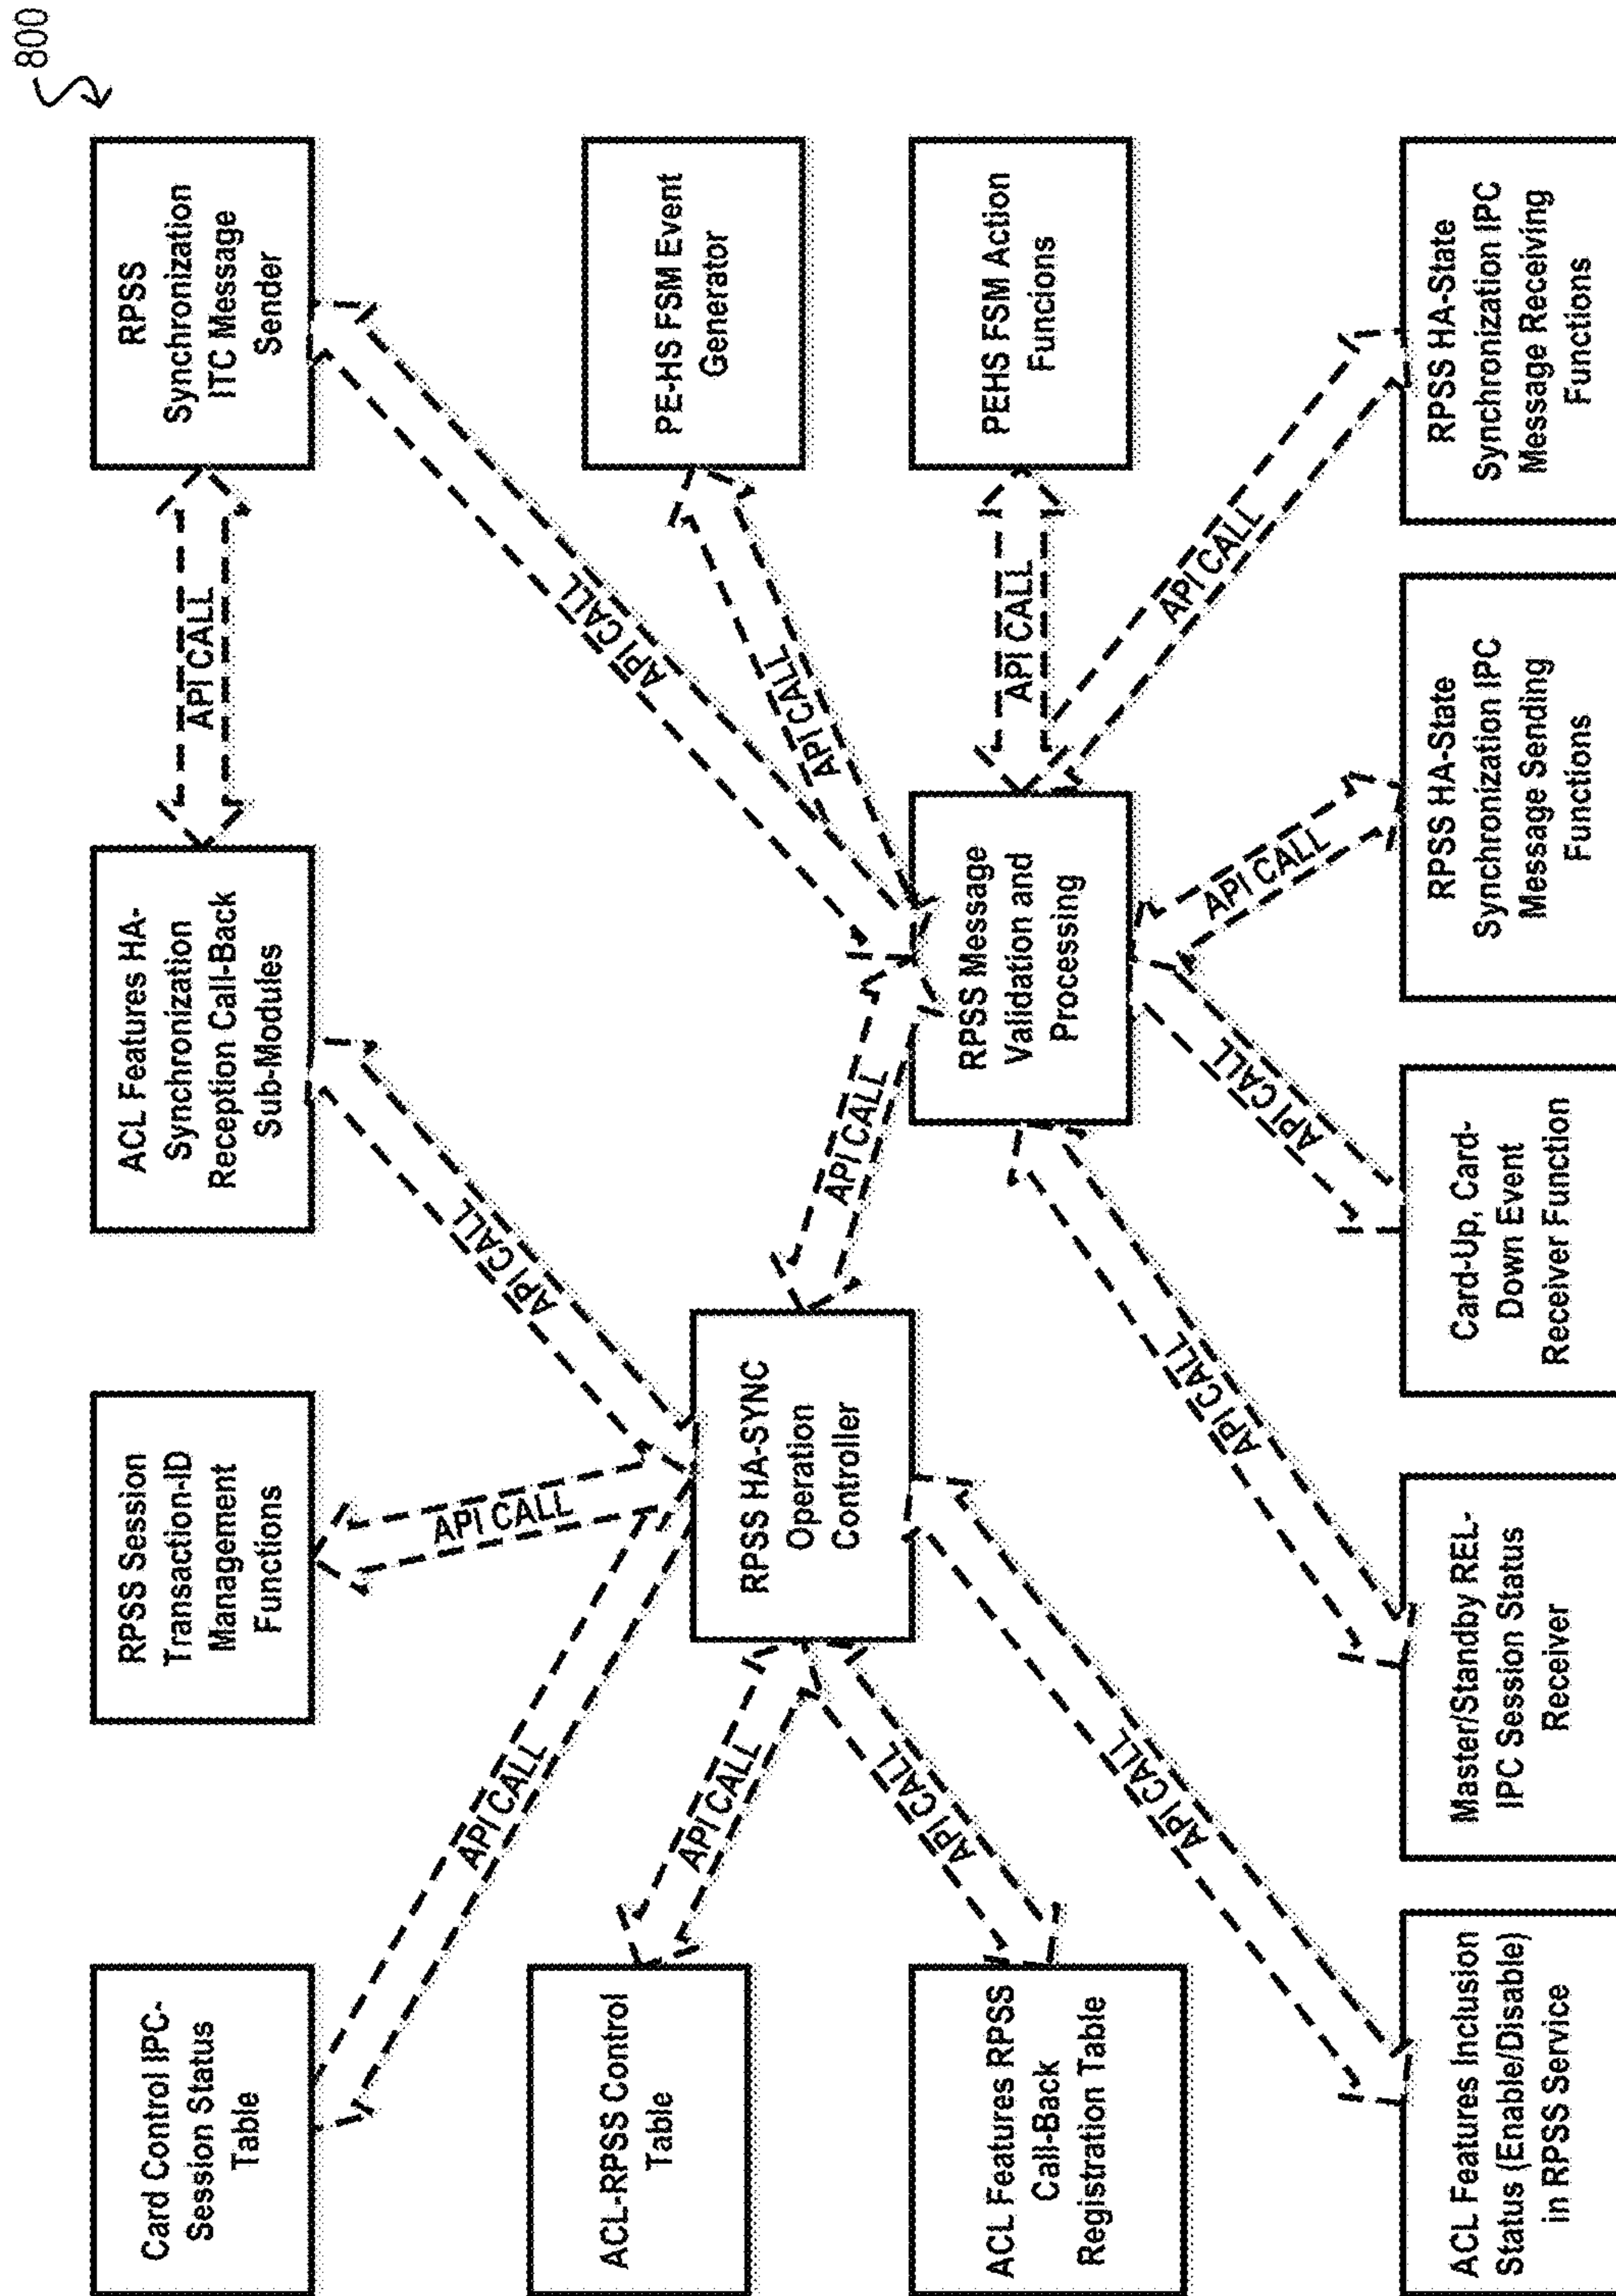 800
Card Control IPC-
Session Status
Table
RPSS Session
Transaction-ID
Management
Functions
ACL Features HA-
Synchronization
Reception Call-Back
Sub-Modules
API CALL
RPSS
Synchronization
ITC Message
Sender
API CALL
API CALL
API CALL
API CALL
ACL-RPSS Control
Table
API CALL
RPSS HA-SYNC
Operation
Controller
API CALL
API CALL
PE-HS FSM Event
Generator
ACL Features RPSS
Call-Back
Registration Table
API CALL
RPSS Message
Validation and
Processing
API CALL
PEHS FSM Action
Funcions
API CALL
API CALL
API CALL
API CALL
API CALL
ACL Features Inclusion
Status (Enable/Disable)
in RPSS Service
Master/Standby REL-
IPC Session Status
Receiver
Card-Up, Card-
Down Event
Receiver Function
RPSS HA-State
Synchronization IPC
Message Sending
Functions
RPSS HA-State
Synchronization IPC
Message Receiving
Functions